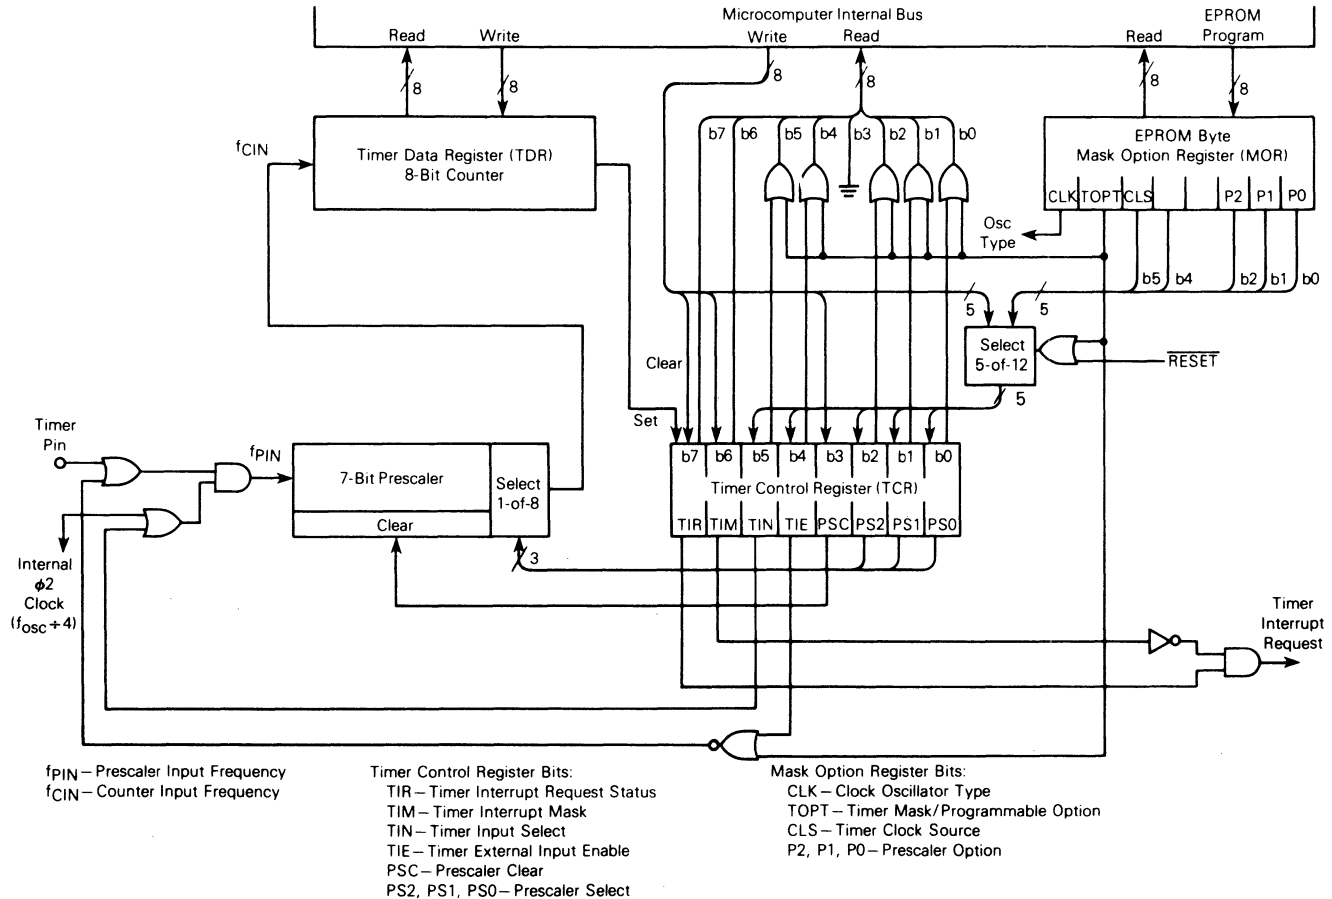 Microcomputer Internal Bus
EPROM
Program
Read
Write
Write
Read
Read
8
8
8
8
8
8
b7
b6
b5
b4
b3
b2
b1
b0
fCIN
Timer Data Register (TDR)
8-Bit Counter
EPROM Byte
Mask Option Register (MOR)
CLK
TOPT
CLS
P2
P1
P0
Osc
Type
b5
b4
b2
b1
b0
5
5
Select
5-of-12
RESET
Clear
5
Set
Timer
Pin
fPIN
7-Bit Prescaler
Select
1-of-8
Clear
3
b7
b6
b5
b4
b3
b2
b1
b0
Timer Control Register (TCR)
TIR
TIM
TIN
TIE
PSC
PS2
PS1
PS0
Internal
ϕ2
Clock
(fosc÷4)
Timer
Interrupt
Request
fPIN—Prescaler Input Frequency
fCIN—Counter Input Frequency
Timer Control Register Bits:
TIR—Timer Interrupt Request Status
TIM—Timer Interrupt Mask
TIN—Timer Input Select
TIE—Timer External Input Enable
PSC—Prescaler Clear
PS2, PS1, PS0—Prescaler Select
Mask Option Register Bits:
CLK—Clock Oscillator Type
TOPT—Timer Mask/Programmable Option
CLS—Timer Clock Source
P2, P1, P0—Prescaler Option